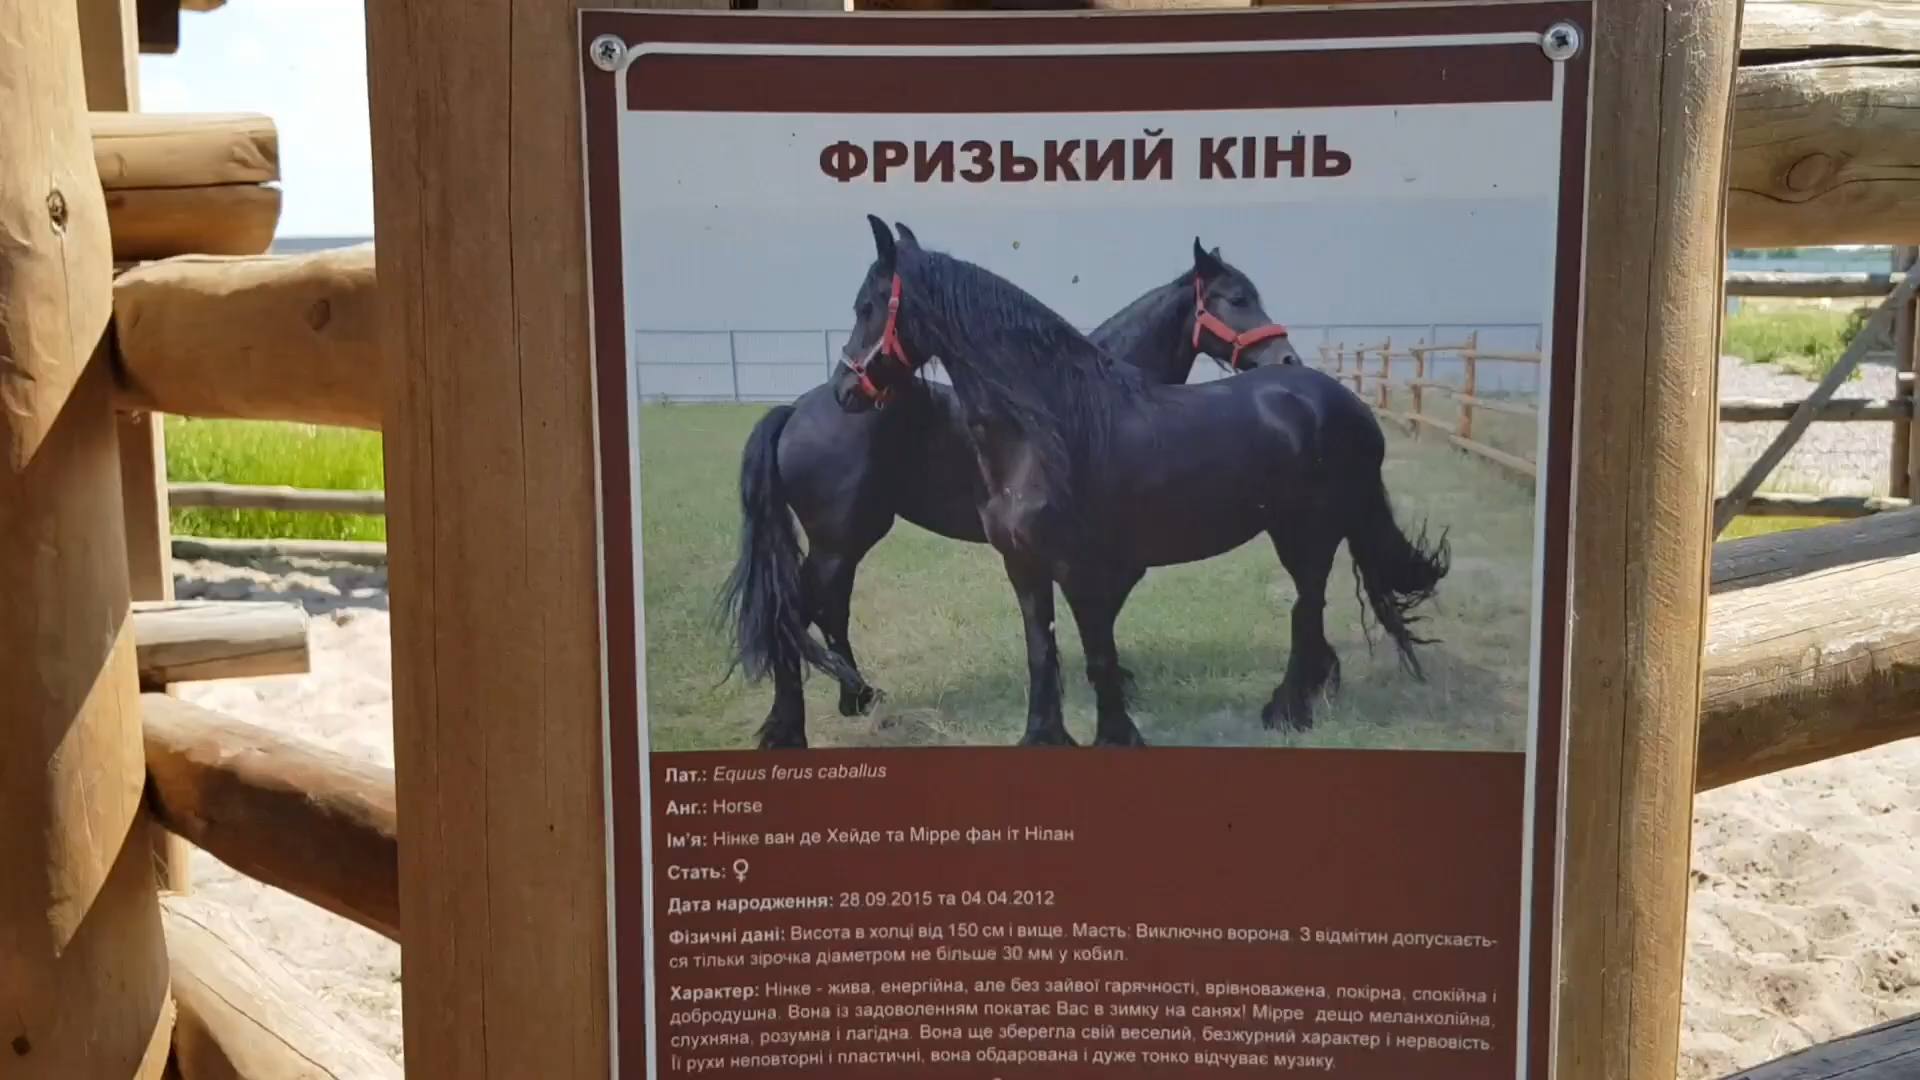 ФРИЗЬКИЙ КІНЬ
Лат.: Equus ferus caballus
Анг.: Horse
Ім'я: Нінке ван де Хейде та Мірре фан іт Нілан
Стать: ♀
Дата народження: 28.09.2015 та 04.04.2012
Фізичні дані: Висота в холці від 150 см і вище. Масть: Виключно ворона. З відмітин допускаєть-
ся тільки зірочка діаметром не більше 30 мм у кобил.
Характер: Нінке - жива, енергійна, але без зайвої гарячності, врівноважена, покірна, спокійна і
добродушна. Вона із задоволенням покатає Вас в зимку на санях! Мірре дещо меланхолійна,
слухняна, розумна і лагідна. Вона ще зберегла свій веселий, безжурний характер і нервовість.
Її рухи неповторні і пластичні, вона обдарована і дуже тонко відчуває музику.